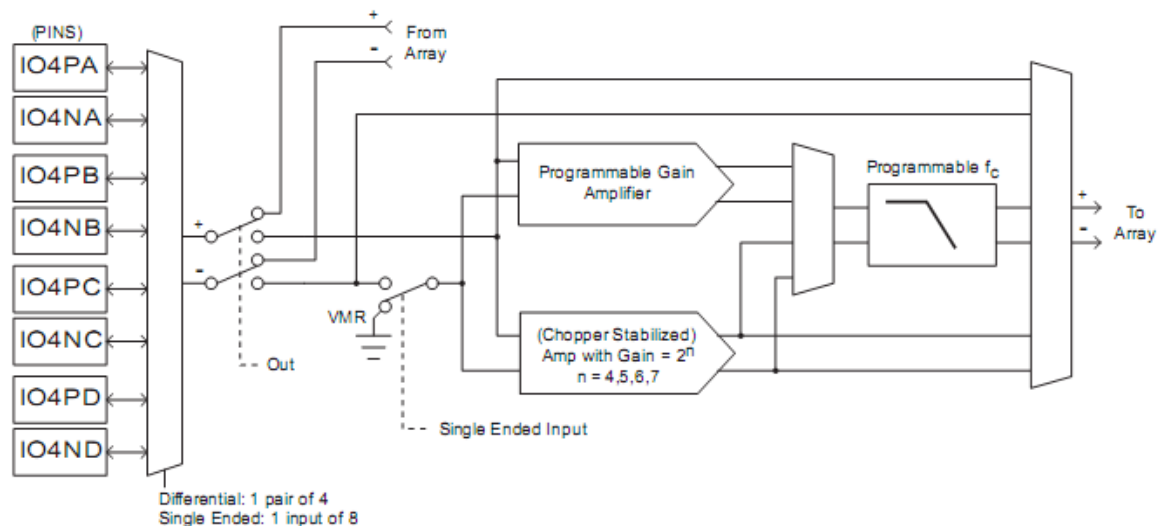 (PINS)
IO4PA
IO4NA
IO4PB
IO4NB
IO4PC
IO4NC
IO4PD
IO4ND
Differential: 1 pair of 4
Single Ended: 1 input of 8
+
-
From
Array
+
-
Out
VMR
Single Ended Input
Programmable Gain
Amplifier
(Chopper Stabilized)
Amp with Gain = 2ⁿ
n = 4,5,6,7
Programmable fc
+
-
To
Array